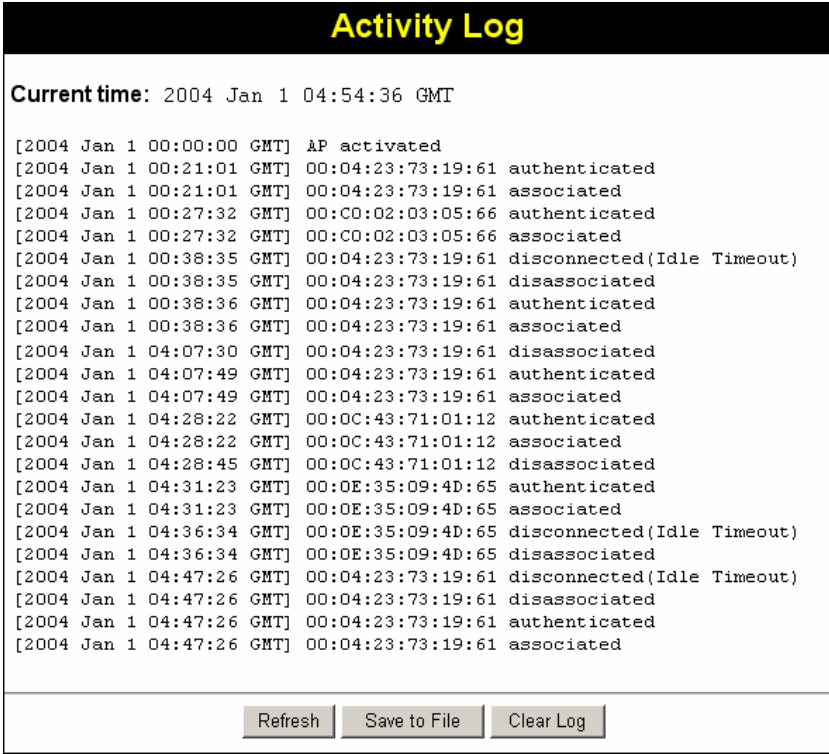 Activity Log
Current time: 2004 Jan 1 04:54:36 GMT
[2004 Jan 1 00:00:00 GMT] AP activated
[2004 Jan 1 00:21:01 GMT] 00:04:23:73:19:61 authenticated
[2004 Jan 1 00:21:01 GMT] 00:04:23:73:19:61 associated
[2004 Jan 1 00:27:32 GMT] 00:C0:02:03:05:66 authenticated
[2004 Jan 1 00:27:32 GMT] 00:C0:02:03:05:66 associated
[2004 Jan 1 00:38:35 GMT] 00:04:23:73:19:61 disconnected(Idle Timeout)
[2004 Jan 1 00:38:35 GMT] 00:04:23:73:19:61 disassociated
[2004 Jan 1 00:38:36 GMT] 00:04:23:73:19:61 authenticated
[2004 Jan 1 00:38:36 GMT] 00:04:23:73:19:61 associated
[2004 Jan 1 04:07:30 GMT] 00:04:23:73:19:61 disassociated
[2004 Jan 1 04:07:49 GMT] 00:04:23:73:19:61 authenticated
[2004 Jan 1 04:07:49 GMT] 00:04:23:73:19:61 associated
[2004 Jan 1 04:28:22 GMT] 00:0C:43:71:01:12 authenticated
[2004 Jan 1 04:28:22 GMT] 00:0C:43:71:01:12 associated
[2004 Jan 1 04:28:45 GMT] 00:0C:43:71:01:12 disassociated
[2004 Jan 1 04:31:23 GMT] 00:0E:35:09:4D:65 authenticated
[2004 Jan 1 04:31:23 GMT] 00:0E:35:09:4D:65 associated
[2004 Jan 1 04:36:34 GMT] 00:0E:35:09:4D:65 disconnected(Idle Timeout)
[2004 Jan 1 04:36:34 GMT] 00:0E:35:09:4D:65 disassociated
[2004 Jan 1 04:47:26 GMT] 00:04:23:73:19:61 disconnected(Idle Timeout)
[2004 Jan 1 04:47:26 GMT] 00:04:23:73:19:61 disassociated
[2004 Jan 1 04:47:26 GMT] 00:04:23:73:19:61 authenticated
[2004 Jan 1 04:47:26 GMT] 00:04:23:73:19:61 associated
Refresh Save to File Clear Log